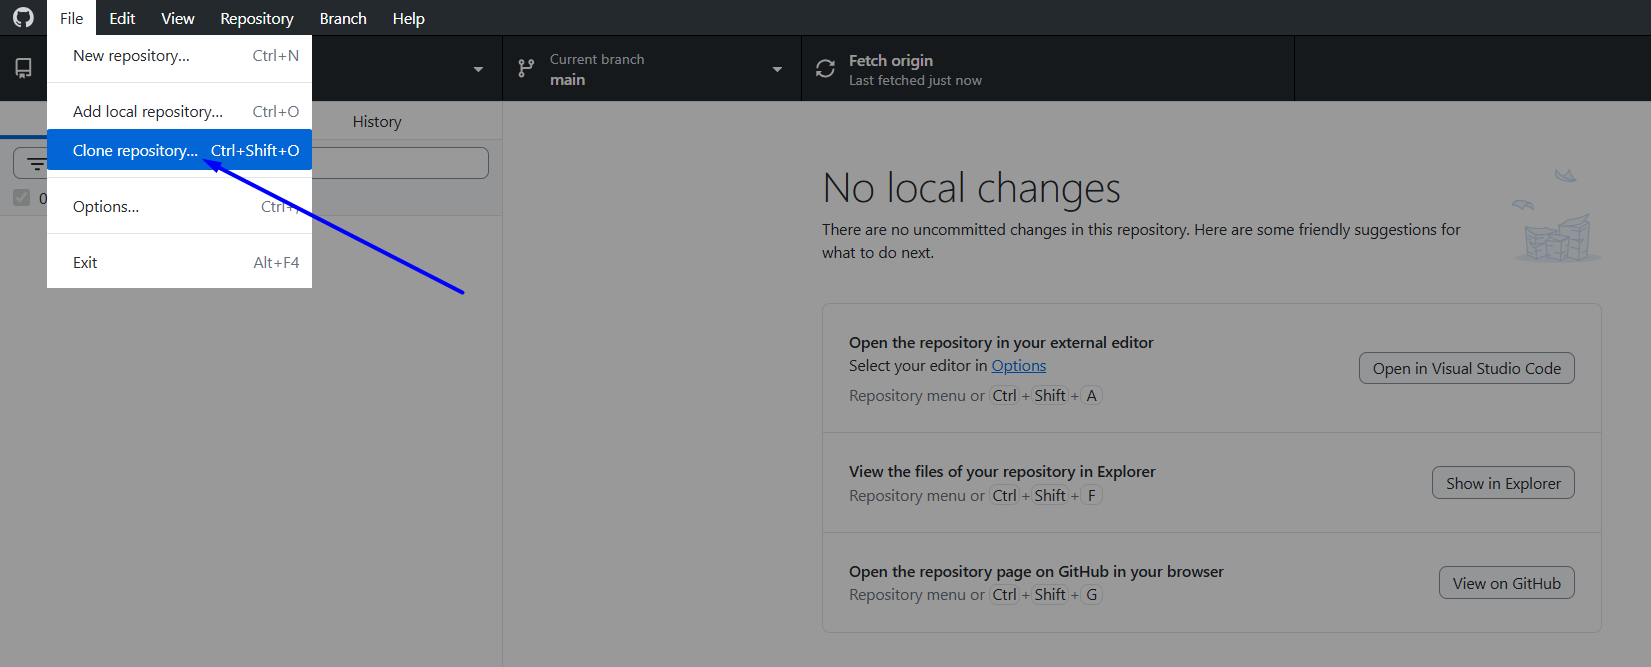 File Edit View Repository Branch Help
New repository... Ctrl+N
Add local repository... Ctrl+O
Clone repository... Ctrl+Shift+O
Options... Ctrl+,
Exit Alt+F4
Current branch
main
Fetch origin
Last fetched just now
History
0
No local changes
There are no uncommitted changes in this repository. Here are some friendly suggestions for
what to do next.
Open the repository in your external editor
Select your editor in Options
Repository menu or Ctrl + Shift + A
Open in Visual Studio Code
View the files of your repository in Explorer
Repository menu or Ctrl + Shift + F
Show in Explorer
Open the repository page on GitHub in your browser
Repository menu or Ctrl + Shift + G
View on GitHub